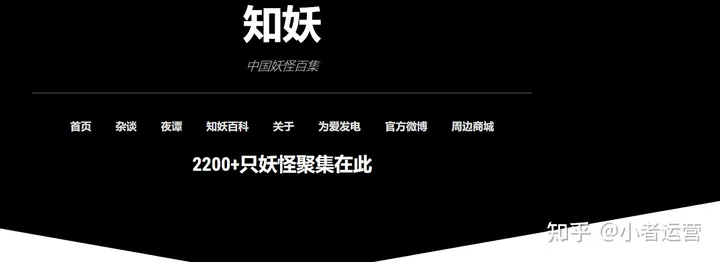 知妖
中国妖怪百集
首页 杂谈 夜谭 知妖百科 关于 为爱发电 官方微博 周边商城
2200+只妖怪聚集在此
知乎 @小者运营